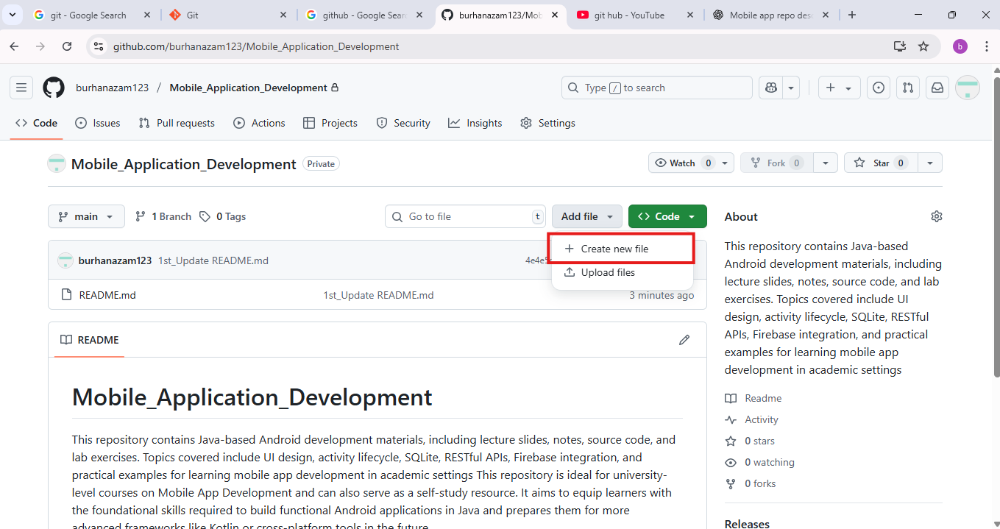 git - Google Search
Git
github - Google Sear
burhanazam123/Mob
git hub - YouTube
Mobile app repo des
github.com/burhanazam123/Mobile_Application_Development
b
burhanazam123 / Mobile_Application_Development
Type / to search
Code
Issues
Pull requests
Actions
Projects
Security
Insights
Settings
Mobile_Application_Development
Private
Watch 0
Fork 0
Star 0
main
1 Branch
0 Tags
Go to file
t
Add file
Code
Create new file
Upload files
burhanazam123 1st_Update README.md
4e4e5
README.md
1st_Update README.md
3 minutes ago
README
Mobile_Application_Development
This repository contains Java-based Android development materials, including lecture slides, notes, source code, and
lab exercises. Topics covered include UI design, activity lifecycle, SQLite, RESTful APIs, Firebase integration, and
practical examples for learning mobile app development in academic settings This repository is ideal for university-
level courses on Mobile App Development and can also serve as a self-study resource. It aims to equip learners with
the foundational skills required to build functional Android applications in Java and prepares them for more
advanced frameworks like Kotlin or cross-platform tools in the future.
About
This repository contains Java-based
Android development materials, including
lecture slides, notes, source code, and lab
exercises. Topics covered include UI
design, activity lifecycle, SQLite, RESTful
APIs, Firebase integration, and practical
examples for learning mobile app
development in academic settings
Readme
Activity
0 stars
0 watching
0 forks
Releases